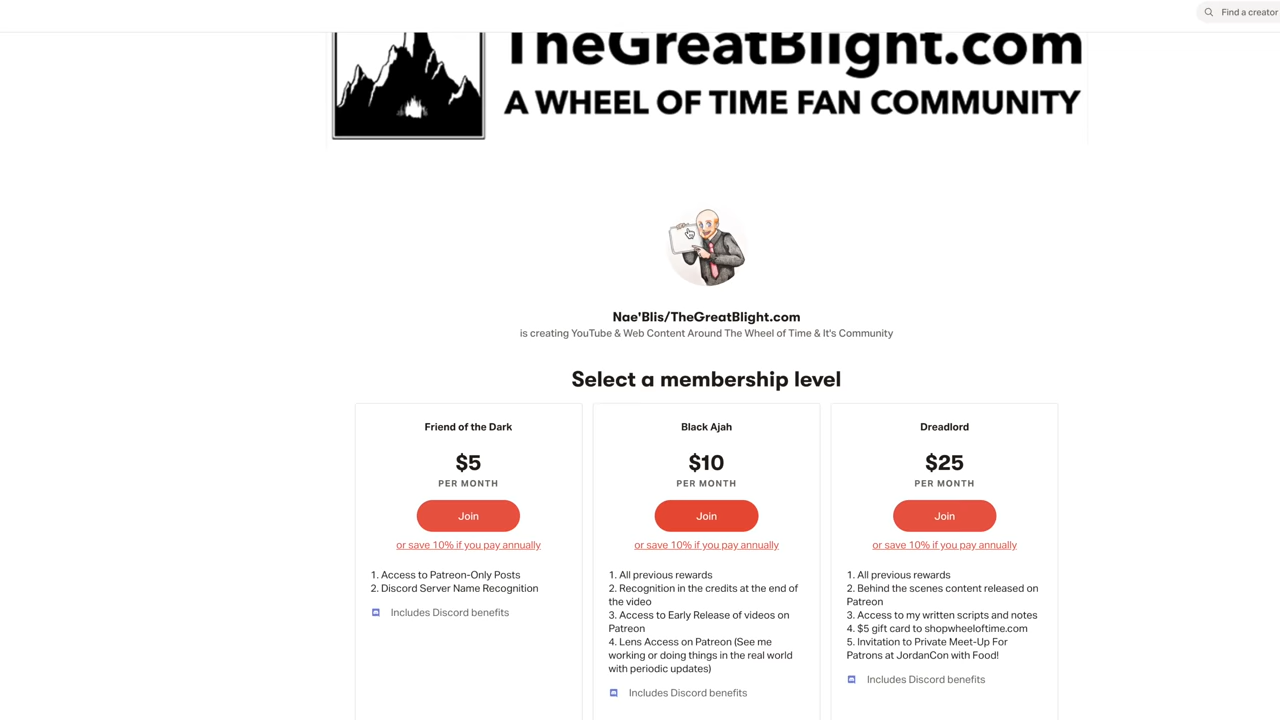 Find a creator
TheGreatBlight.com
A WHEEL OF TIME FAN COMMUNITY
Nae'Blis/TheGreatBlight.com
is creating YouTube & Web Content Around The Wheel of Time & It's Community
Select a membership level
Friend of the Dark
$5
PER MONTH
Join
or save 10% if you pay annually
1. Access to Patreon-Only Posts
2. Discord Server Name Recognition
Includes Discord benefits
Black Ajah
$10
PER MONTH
Join
or save 10% if you pay annually
1. All previous rewards
2. Recognition in the credits at the end of
the video
3. Access to Early Release of videos on
Patreon
4. Lens Access on Patreon (See me
working or doing things in the real world
with periodic updates)
Includes Discord benefits
Dreadlord
$25
PER MONTH
Join
or save 10% if you pay annually
1. All previous rewards
2. Behind the scenes content released on
Patreon
3. Access to my written scripts and notes
4. $5 gift card to shopwheeloftime.com
5. Invitation to Private Meet-Up For
Patrons at JordanCon with Food!
Includes Discord benefits